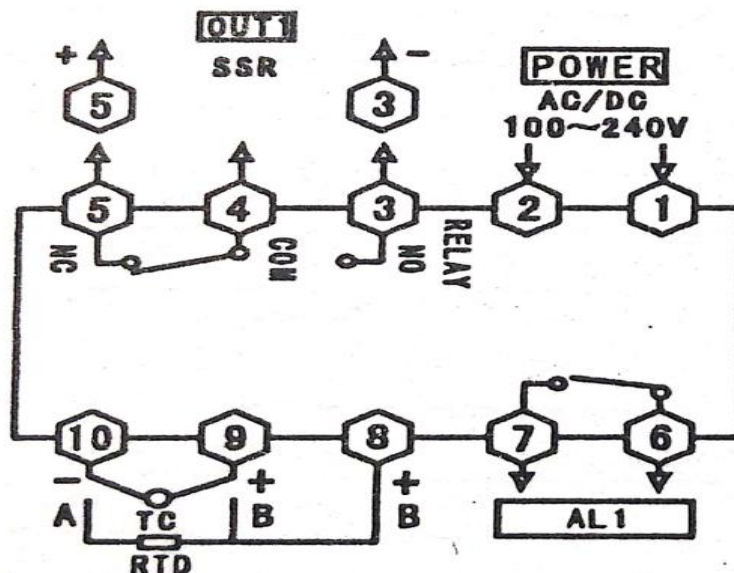 OUT1 POWER
+ SSR - AC/DC
5 3 100~240V
5 4 3 2 1
NC COM NO RELAY
10 9 8 7 6
- + +
A TC B B AL1
RTD